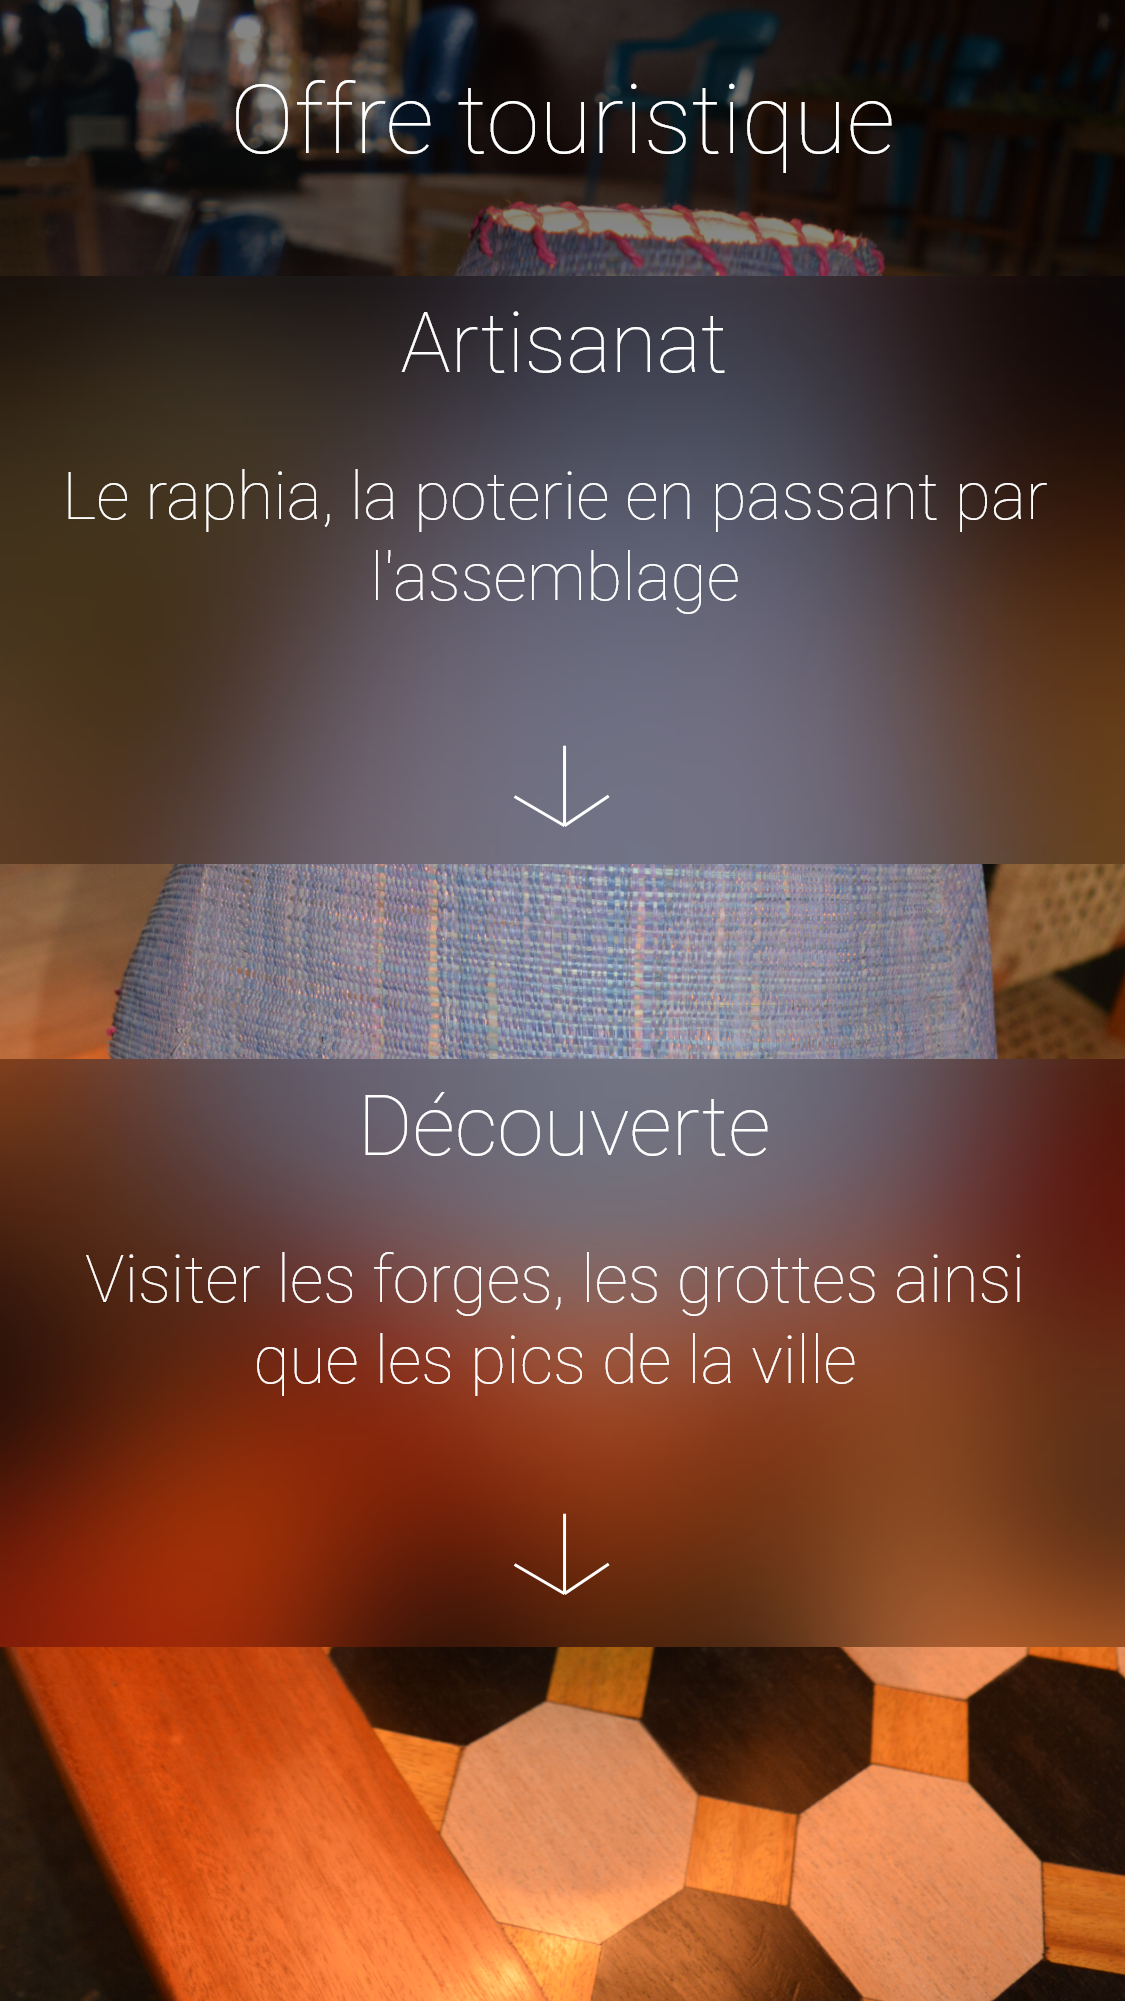 Offre touristique
Artisanat
Le raphia, la poterie en passant par
l'assemblage
Découverte
Visiter les forges, les grottes ainsi
que les pics de la ville